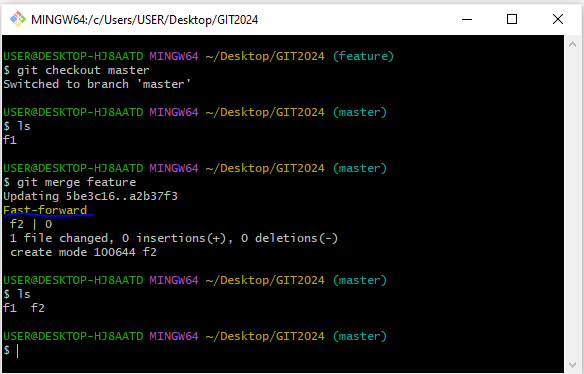 MINGW64:/c/Users/USER/Desktop/GIT2024
USER@DESKTOP-HJ8AATD MINGW64 ~/Desktop/GIT2024 (feature)
$ git checkout master
Switched to branch 'master'
USER@DESKTOP-HJ8AATD MINGW64 ~/Desktop/GIT2024 (master)
$ ls
f1
USER@DESKTOP-HJ8AATD MINGW64 ~/Desktop/GIT2024 (master)
$ git merge feature
Updating 5be3c16..a2b37f3
Fast-forward
 f2 | 0
 1 file changed, 0 insertions(+), 0 deletions(-)
 create mode 100644 f2
USER@DESKTOP-HJ8AATD MINGW64 ~/Desktop/GIT2024 (master)
$ ls
f1  f2
USER@DESKTOP-HJ8AATD MINGW64 ~/Desktop/GIT2024 (master)
$